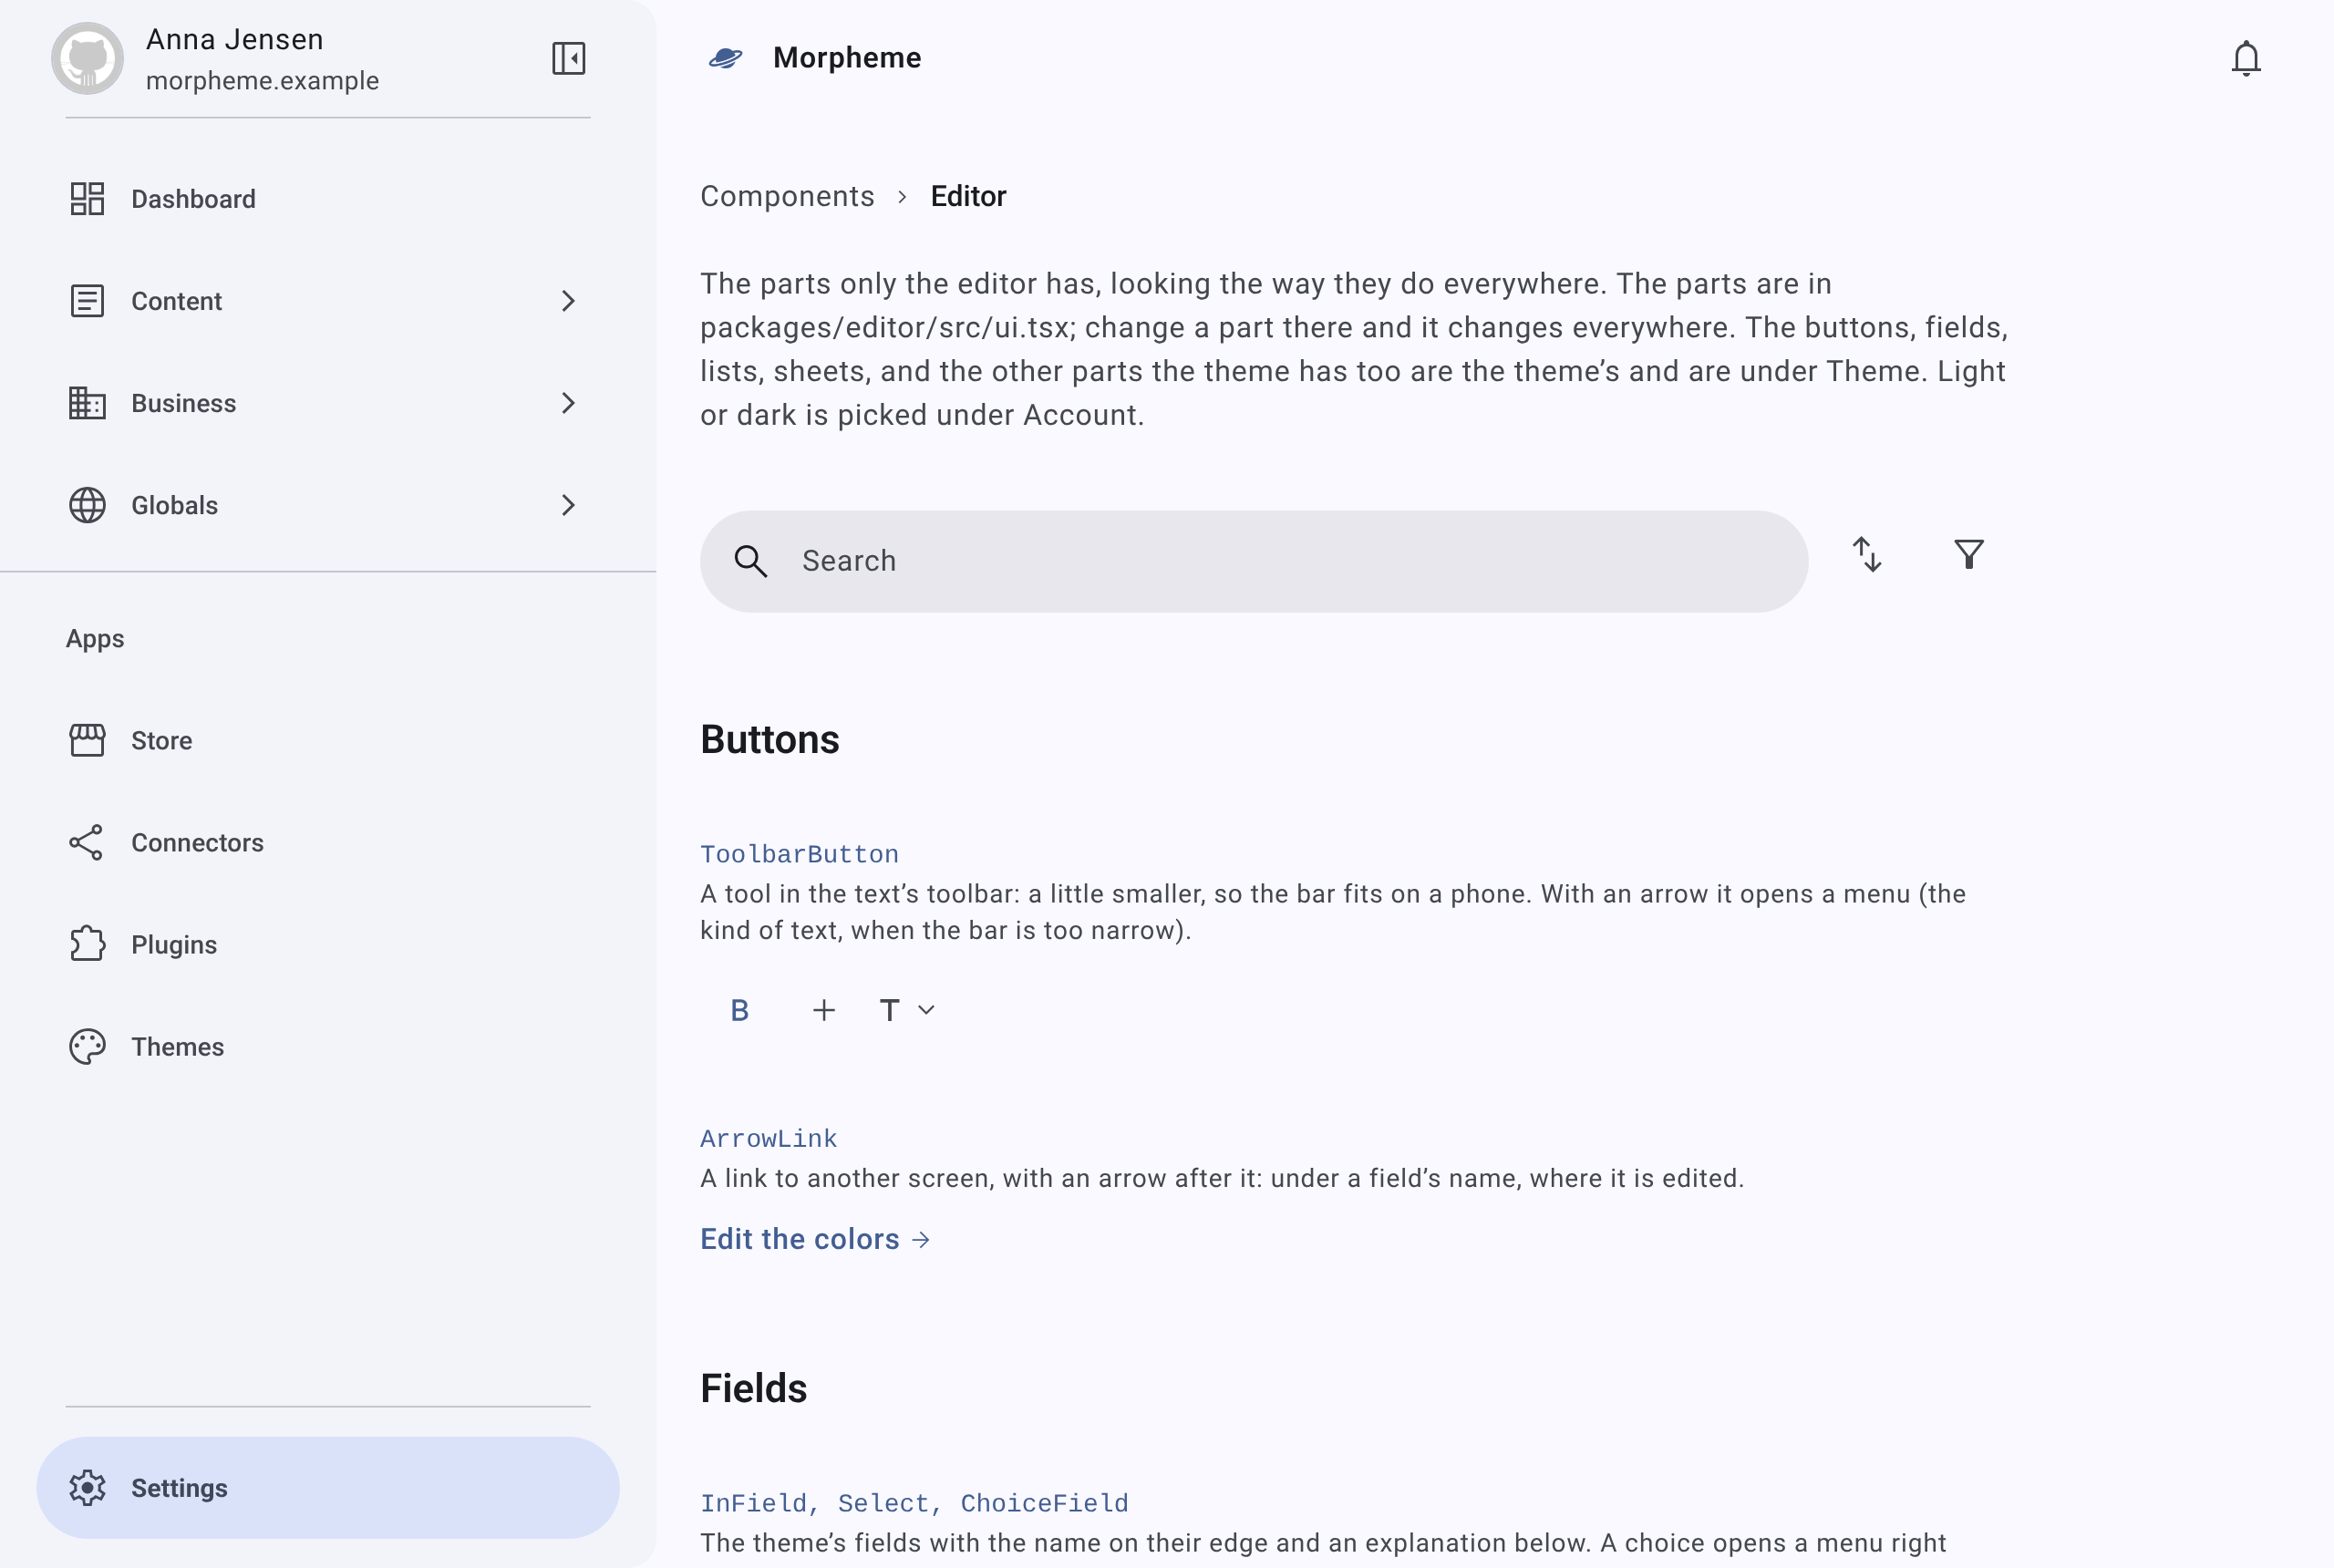 Anna Jensen
morpheme.example
Dashboard
Content
Business
Globals
Apps
Store
Connectors
Plugins
Themes
Settings
Morpheme
Components › Editor
The parts only the editor has, looking the way they do everywhere. The parts are in
packages/editor/src/ui.tsx; change a part there and it changes everywhere. The buttons, fields,
lists, sheets, and the other parts the theme has too are the theme’s and are under Theme. Light
or dark is picked under Account.
Search
Buttons
ToolbarButton
A tool in the text’s toolbar: a little smaller, so the bar fits on a phone. With an arrow it opens a menu (the
kind of text, when the bar is too narrow).
B + T
ArrowLink
A link to another screen, with an arrow after it: under a field’s name, where it is edited.
Edit the colors →
Fields
InField, Select, ChoiceField
The theme’s fields with the name on their edge and an explanation below. A choice opens a menu right